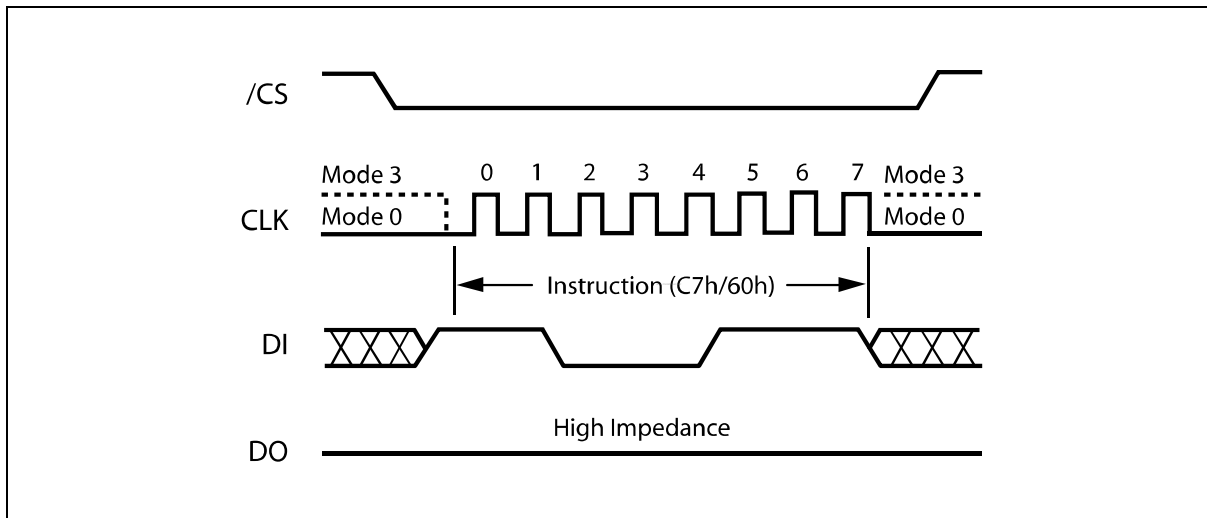 /CS
Mode 3 0 1 2 3 4 5 6 7 Mode 3
CLK Mode 0 Mode 0
Instruction (C7h/60h)
DI
High Impedance
DO